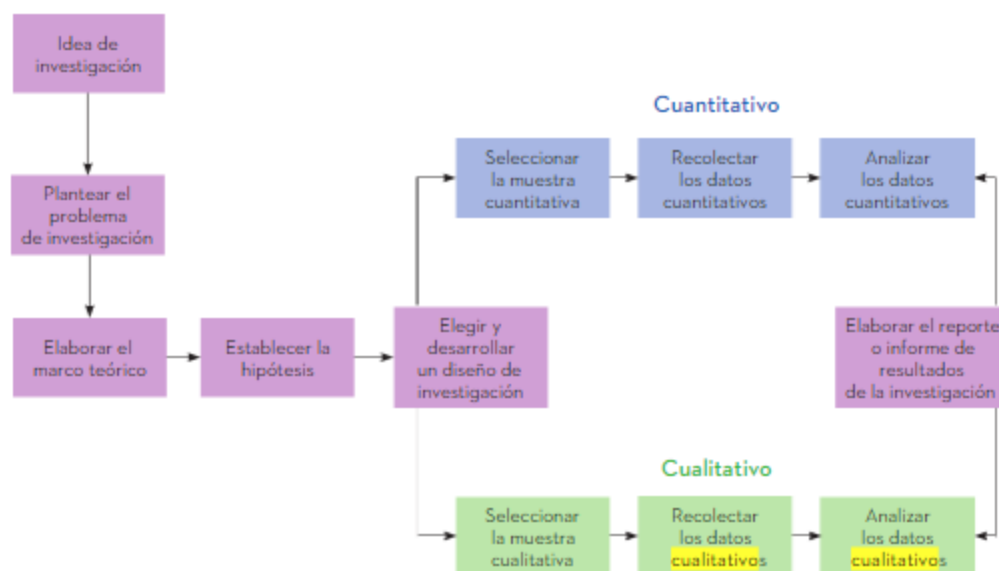 Idea de
investigación
Plantear el
problema
de investigación
Elaborar el
marco teórico
Establecer la
hipótesis
Elegir y
desarrollar
un diseño de
investigación
Cuantitativo
Seleccionar
la muestra
cuantitativa
Recolectar
los datos
cuantitativos
Analizar
los datos
cuantitativos
Cualitativo
Seleccionar
la muestra
cualitativa
Recolectar
los datos
cualitativos
Analizar
los datos
cualitativos
Elaborar el reporte
o informe de
resultados
de la investigación